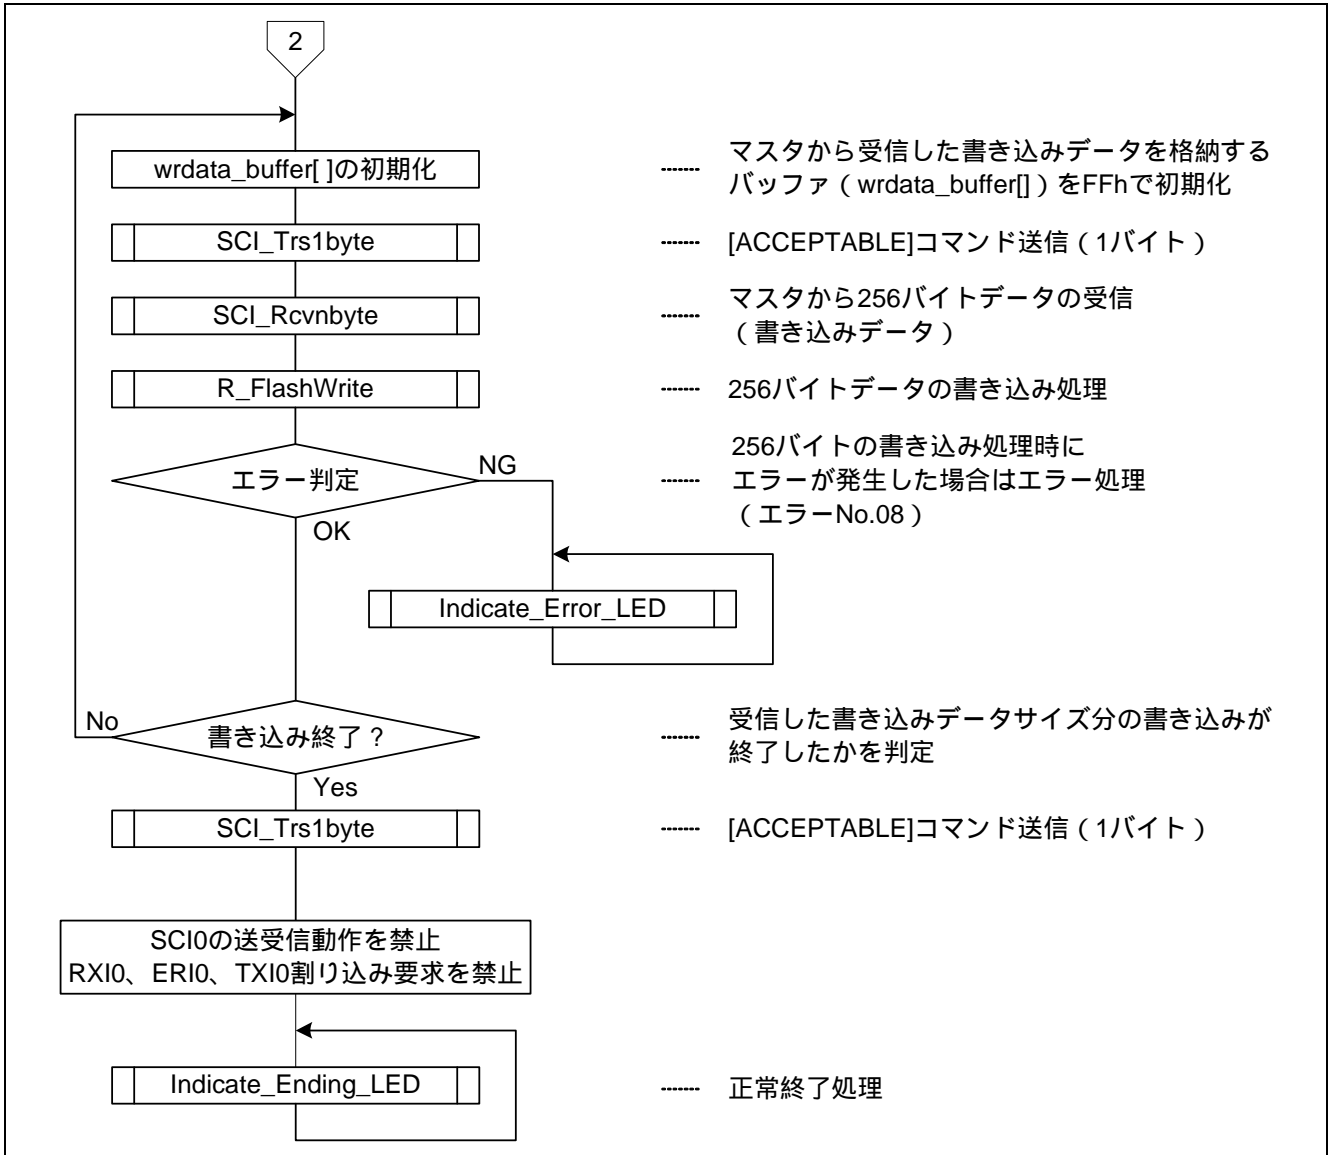 2
wrdata_buffer[ ]の初期化
マスタから受信した書き込みデータを格納する
バッファ（wrdata_buffer[]）をFFhで初期化
SCI_Trs1byte
[ACCEPTABLE]コマンド送信（1バイト）
SCI_Rcvnbyte
マスタから256バイトデータの受信
（書き込みデータ）
R_FlashWrite
256バイトデータの書き込み処理
エラー判定
NG
OK
256バイトの書き込み処理時に
エラーが発生した場合はエラー処理
（エラーNo.08）
Indicate_Error_LED
No
書き込み終了？
Yes
受信した書き込みデータサイズ分の書き込みが
終了したかを判定
SCI_Trs1byte
[ACCEPTABLE]コマンド送信（1バイト）
SCI0の送受信動作を禁止
RXI0、ERI0、TXI0割り込み要求を禁止
Indicate_Ending_LED
正常終了処理